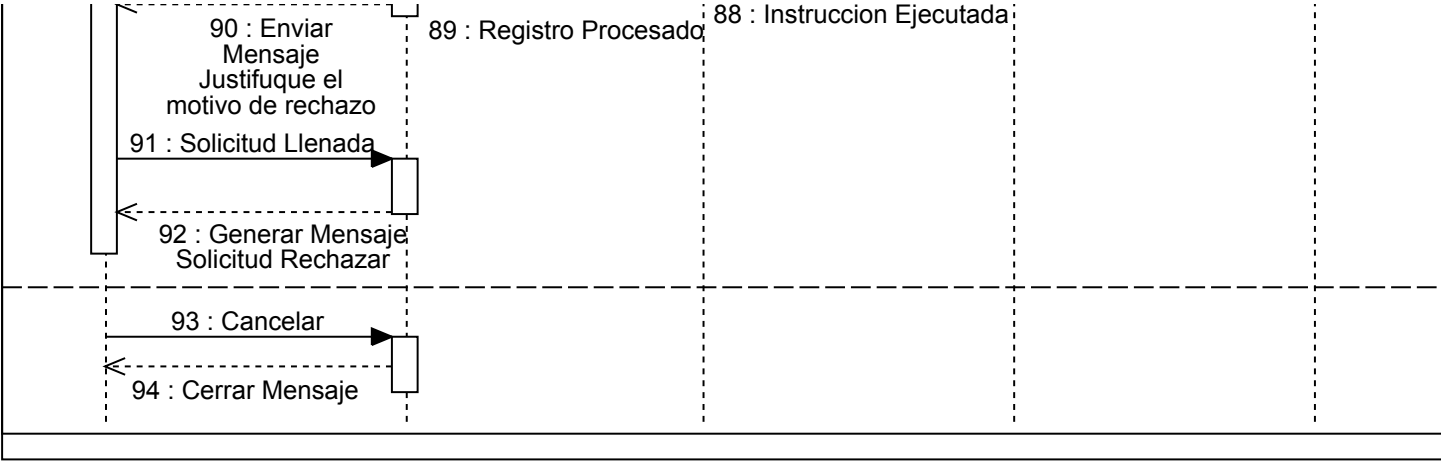 88 : Instruccion Ejecutada
89 : Registro Procesado
90 : Enviar
Mensaje
Justifuque el
motivo de rechazo
91 : Solicitud Llenada
92 : Generar Mensaje
Solicitud Rechazar
93 : Cancelar
94 : Cerrar Mensaje